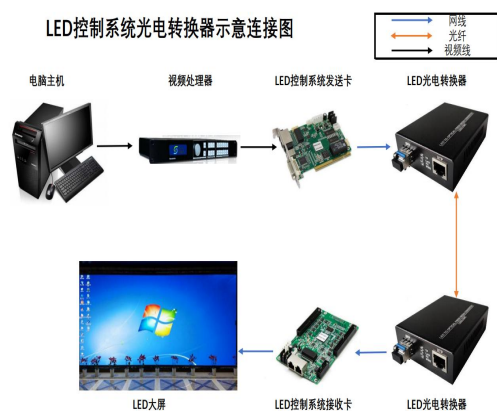 LED控制系统光电转换器示意连接图
网线
光纤
视频线
电脑主机
视频处理器
LED控制系统发送卡
LED光电转换器
LED大屏
LED控制系统接收卡
LED光电转换器